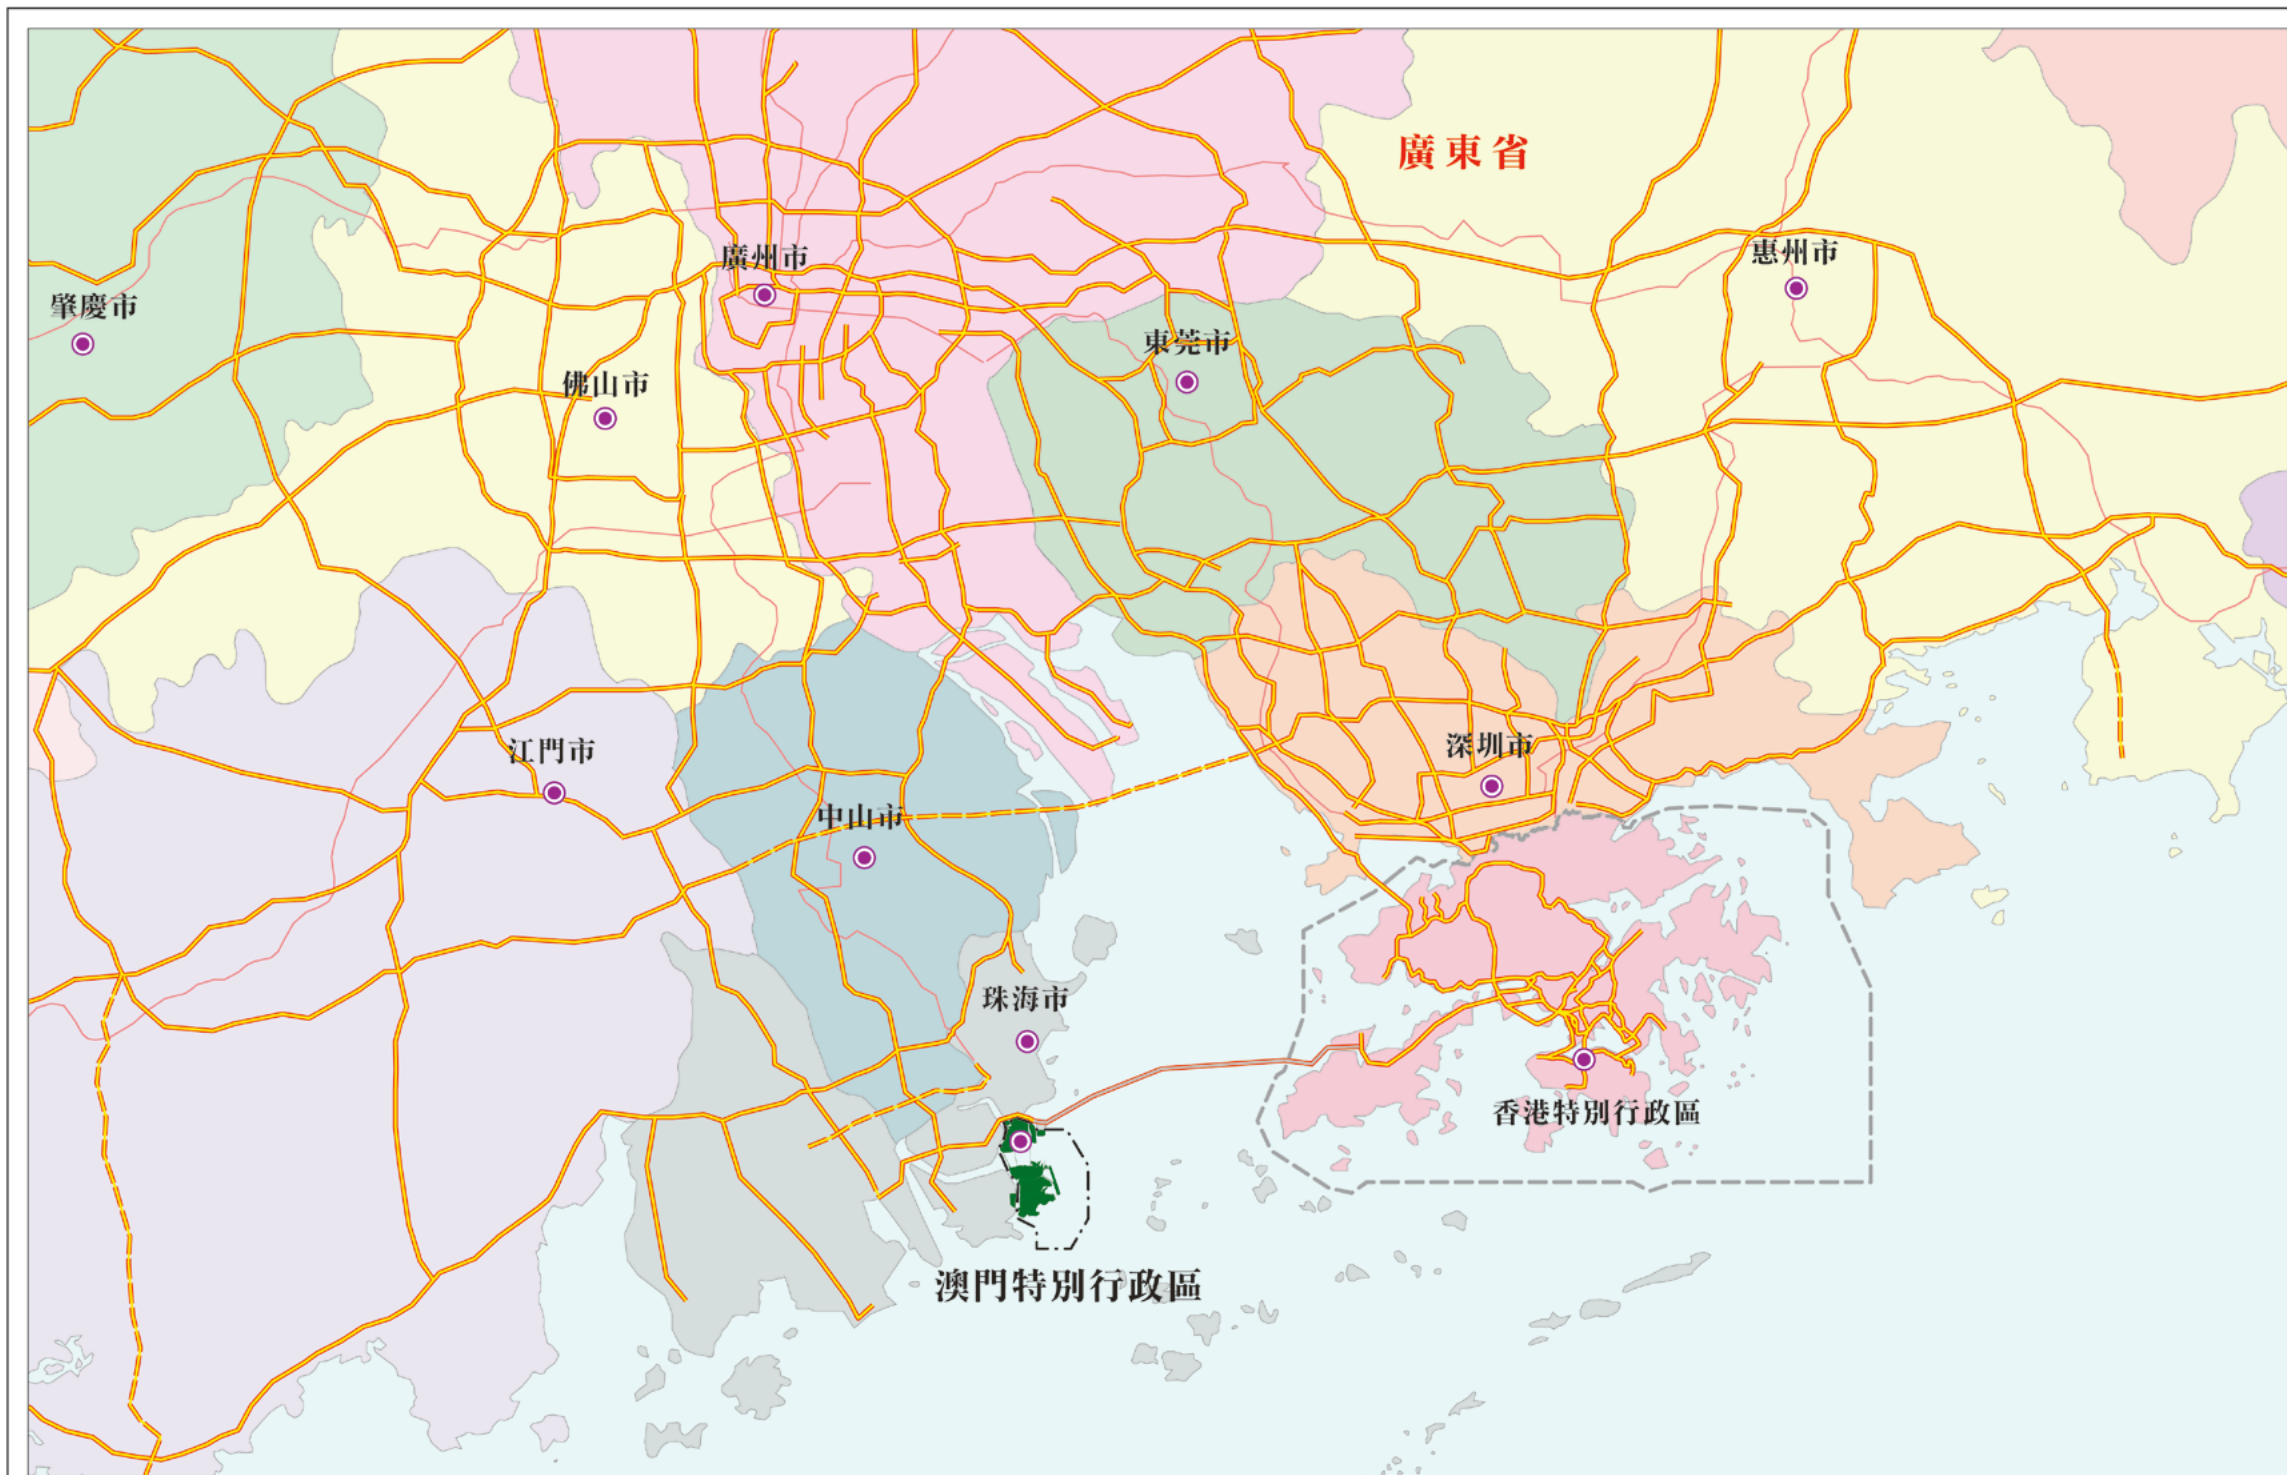 廣東省
惠州市
廣州市
肇慶市
東莞市
佛山市
深圳市
江門市
中山市
珠海市
香港特別行政區
澳門特別行政區